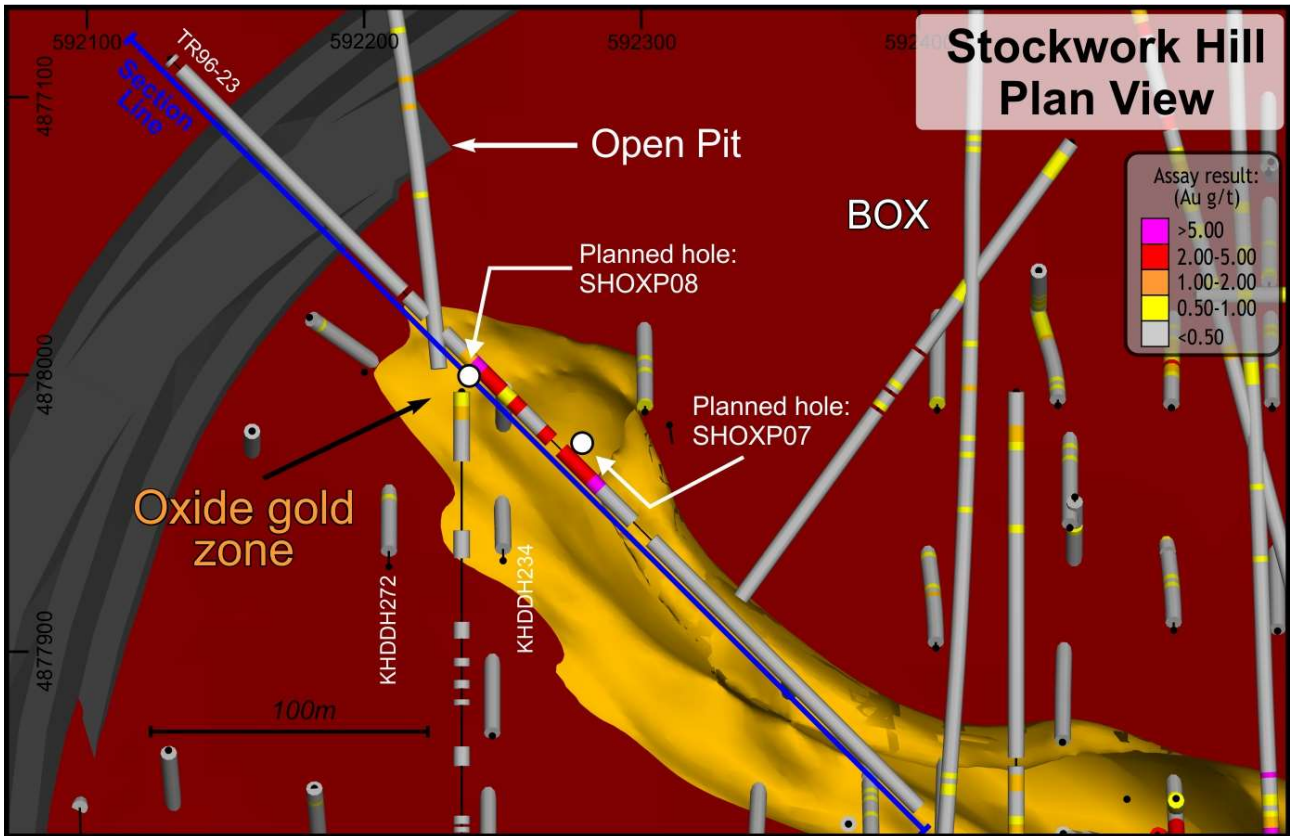 592100
592200
592300
592400
Stockwork Hill
Plan View
TR96-23
Section
Line
4877100
Open Pit
BOX
Assay result:
(Au g/t)
>5.00
2.00-5.00
1.00-2.00
0.50-1.00
<0.50
Planned hole:
SHOXP08
4878000
Planned hole:
SHOXP07
Oxide gold
zone
KHDDH272
KHDDH234
4877900
100m